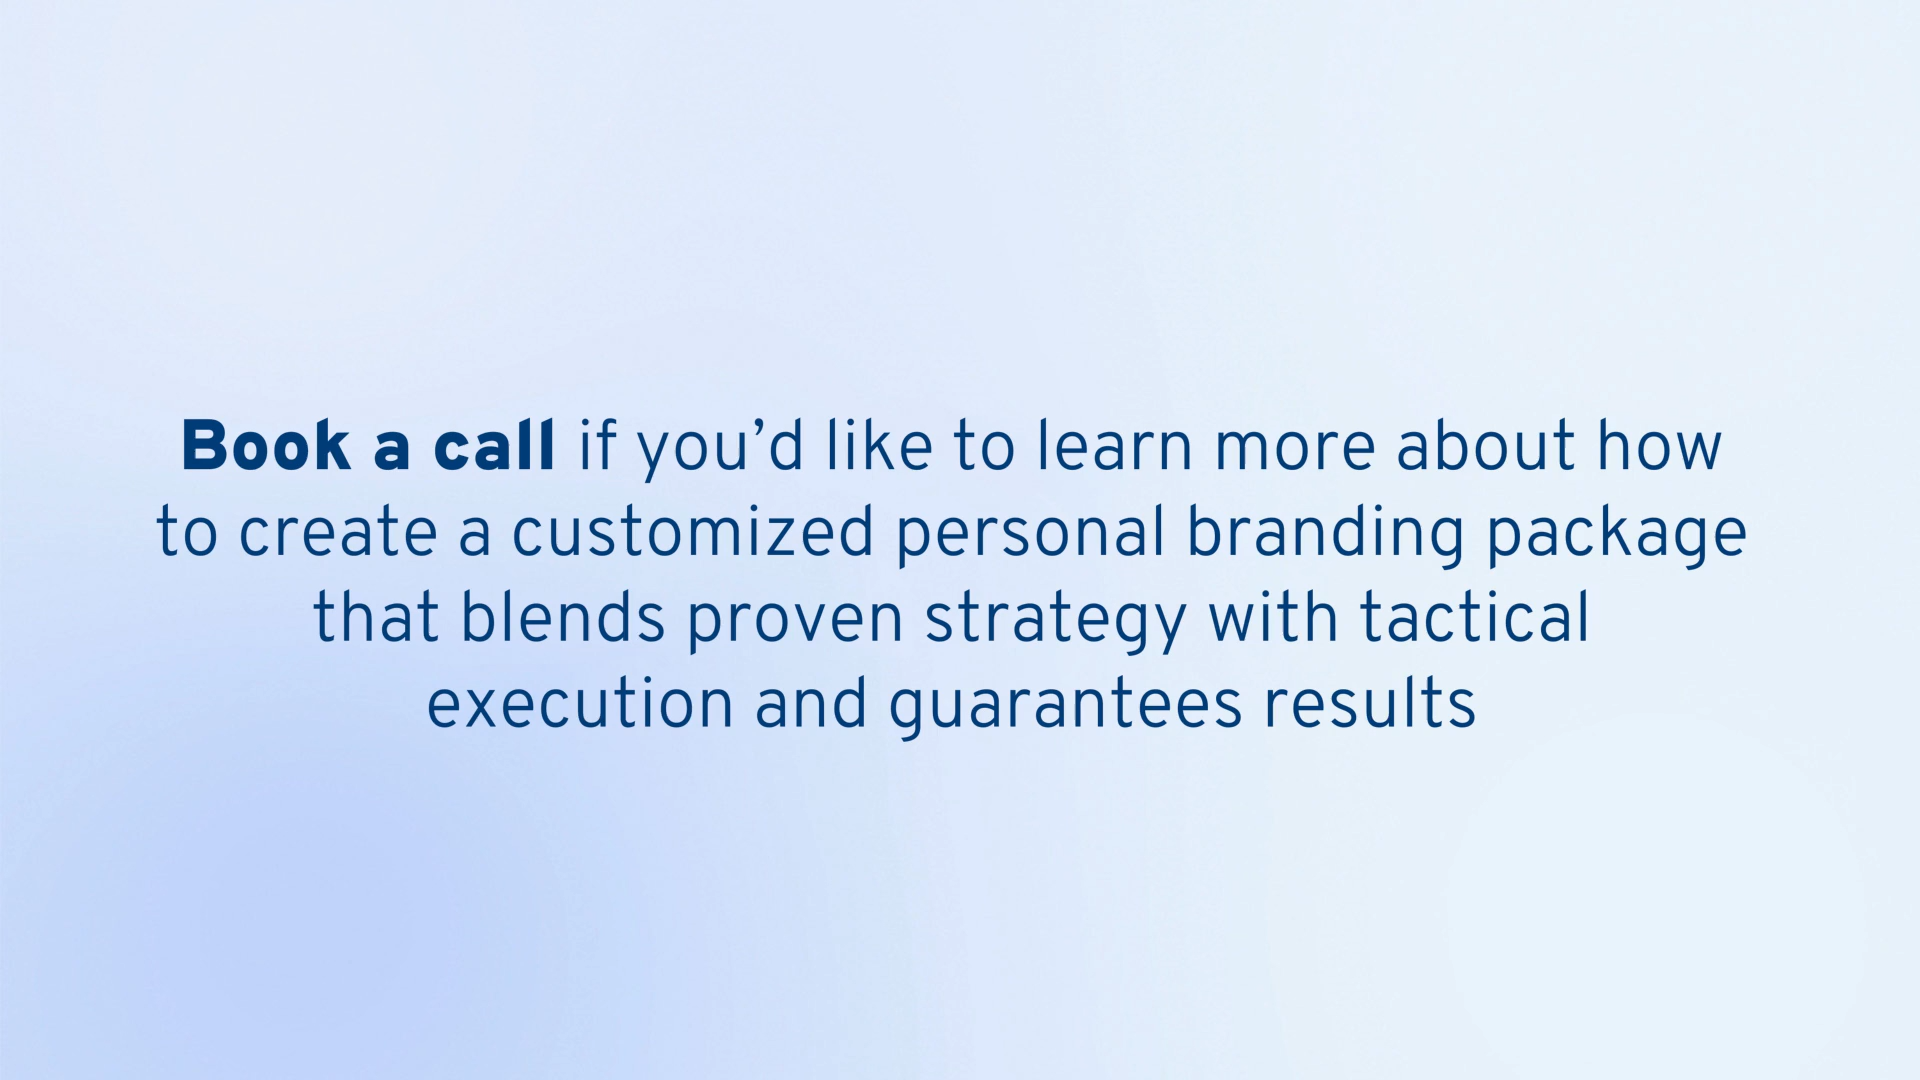 Book a call if you’d like to learn more about how
to create a customized personal branding package
that blends proven strategy with tactical
execution and guarantees results